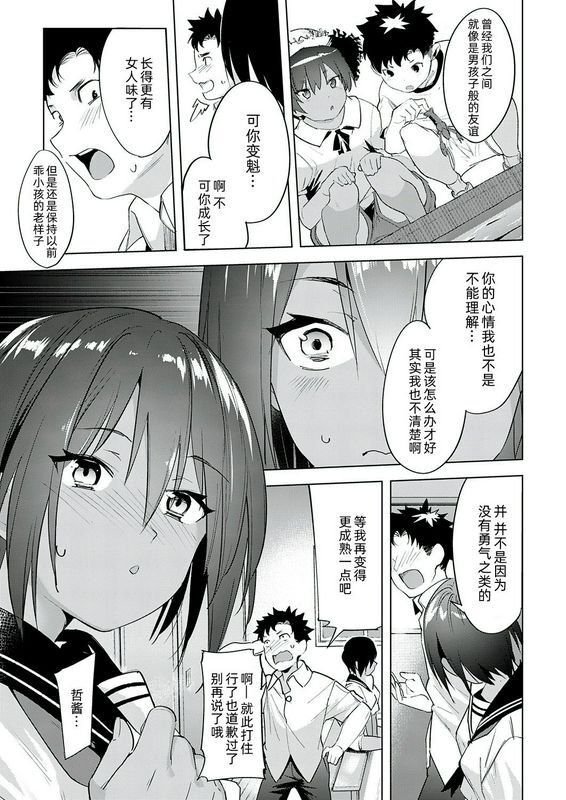 曾经我们之间
就像是男孩子
般的友谊
可你变魁…
啊 不
可你成长了
长得更有
女人味了…
但是还是保持以前
乖小孩的老样子
你的心情我也不是
不能理解…
可是该怎么办才好
其实我也不清楚啊
并 并不是因为
没有勇气之类的
等我再变得
更成熟一点吧
啊—就此打住
行了也道歉过了
别再说了哦
哲酱…